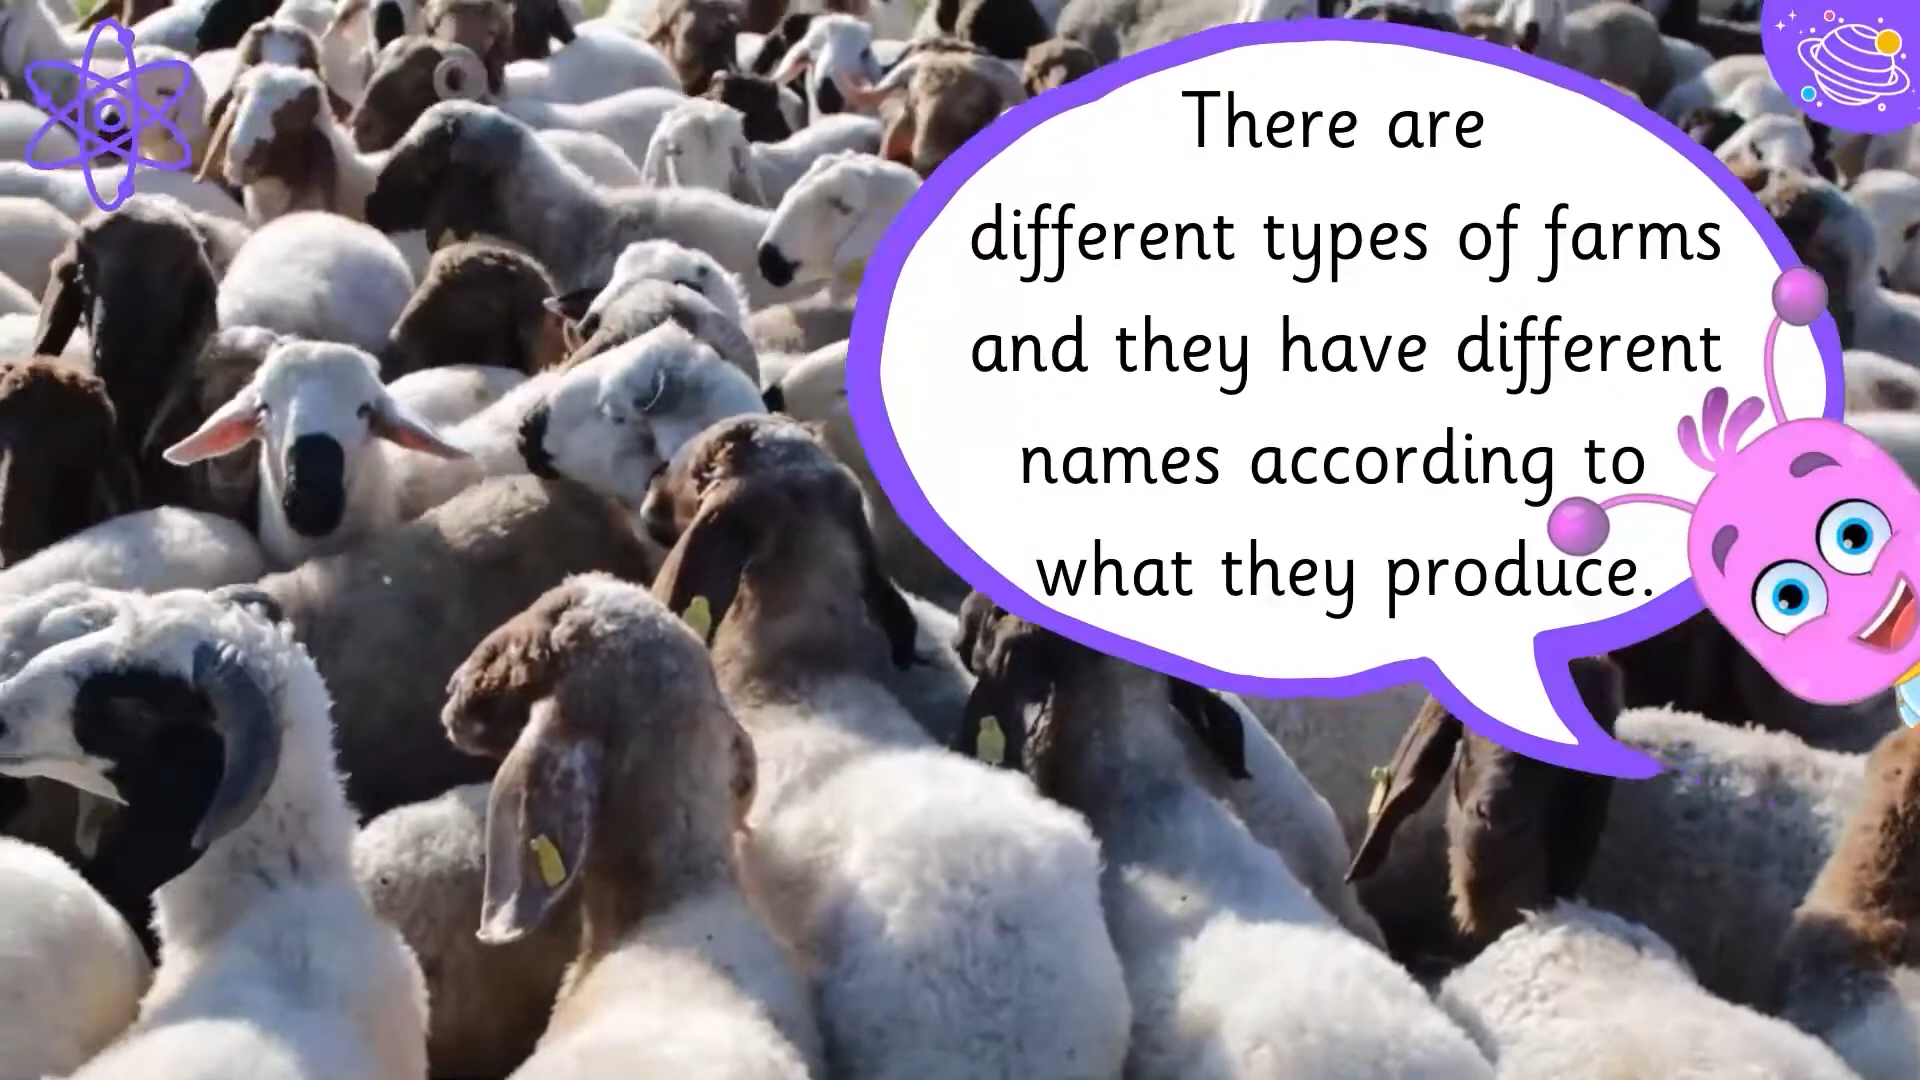 There are
different types of farms
and they have different
names according to
what they produce.